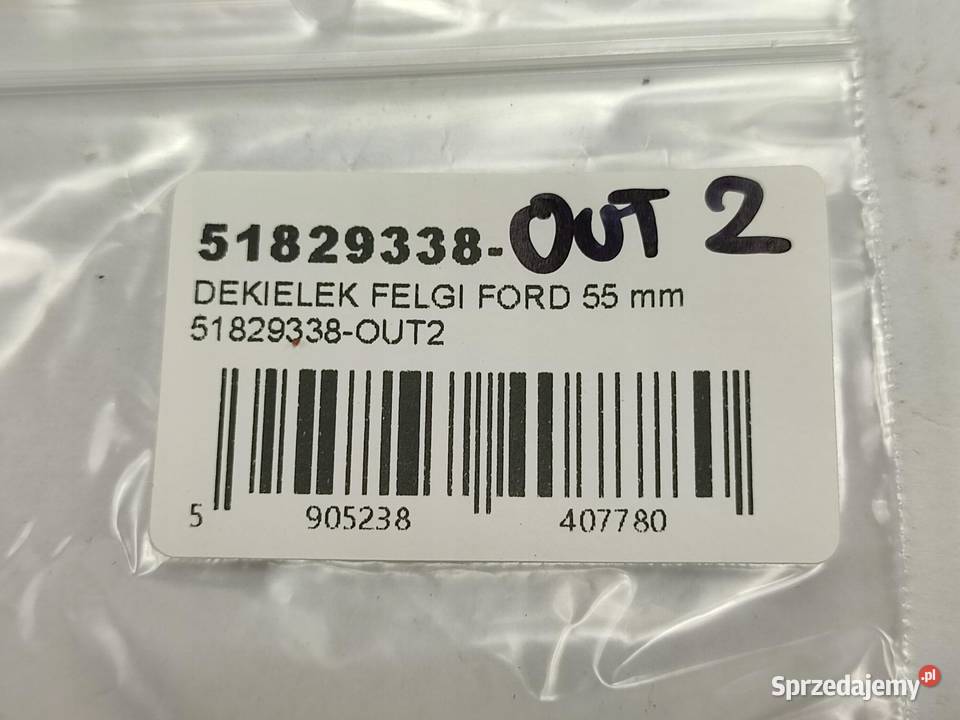 51829338-OUT 2
DEKIELEK FELGI FORD 55 mm
51829338-OUT2
5 905238 407780
Sprzedajemy.pl